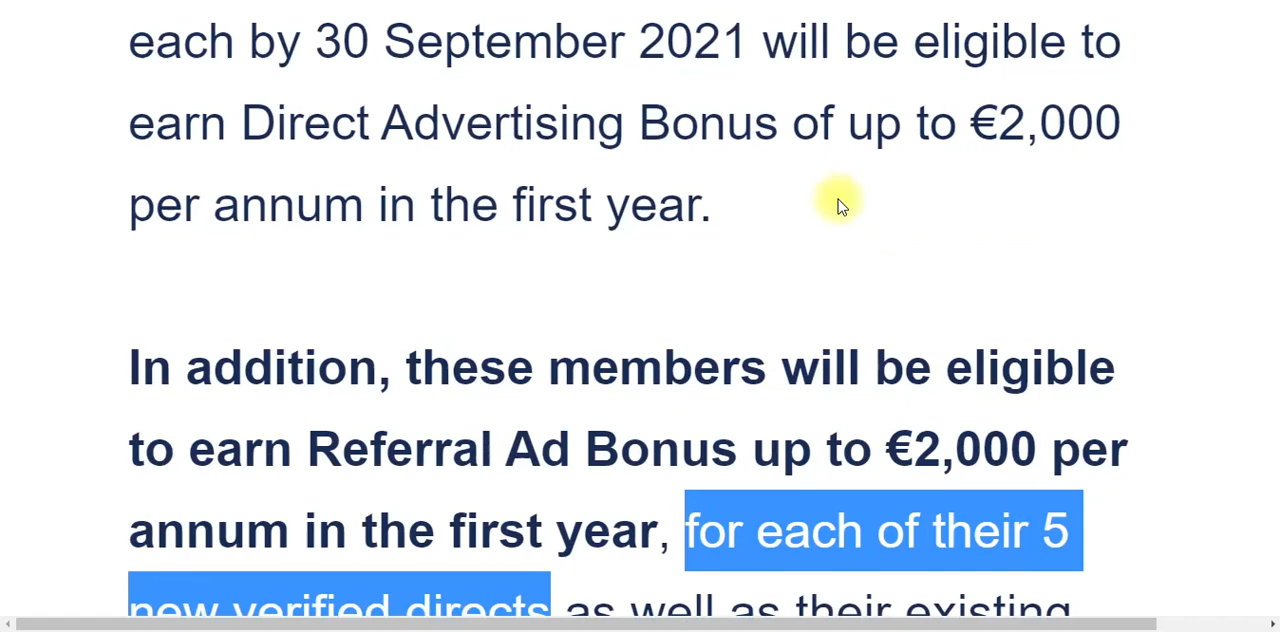 each by 30 September 2021 will be eligible to
earn Direct Advertising Bonus of up to €2,000
per annum in the first year.
In addition, these members will be eligible
to earn Referral Ad Bonus up to €2,000 per
annum in the first year, for each of their 5
new verified directs as well as their existing